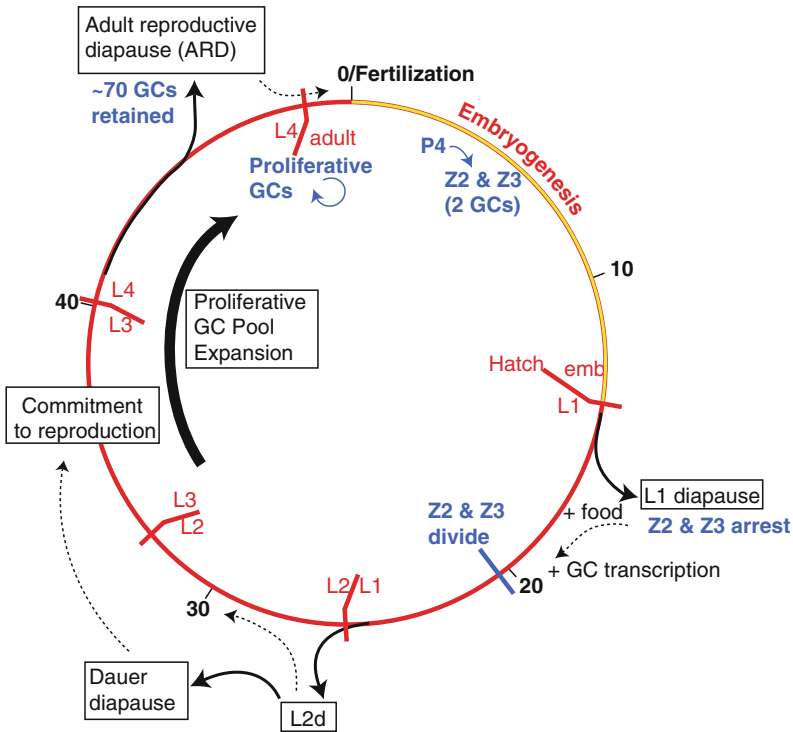 Adult reproductive
diapause (ARD)
~70 GCs
retained
0/Fertilization
Embryogenesis
L4
adult
Proliferative
GCs
P4
Z2 & Z3
(2 GCs)
10
40
L4
L3
Proliferative
GC Pool
Expansion
Hatch
emb
L1
Commitment
to reproduction
L1 diapause
Z2 & Z3 arrest
+ food
+ GC transcription
Z2 & Z3
divide
20
L3
L2
L2
L1
30
Dauer
diapause
L2d